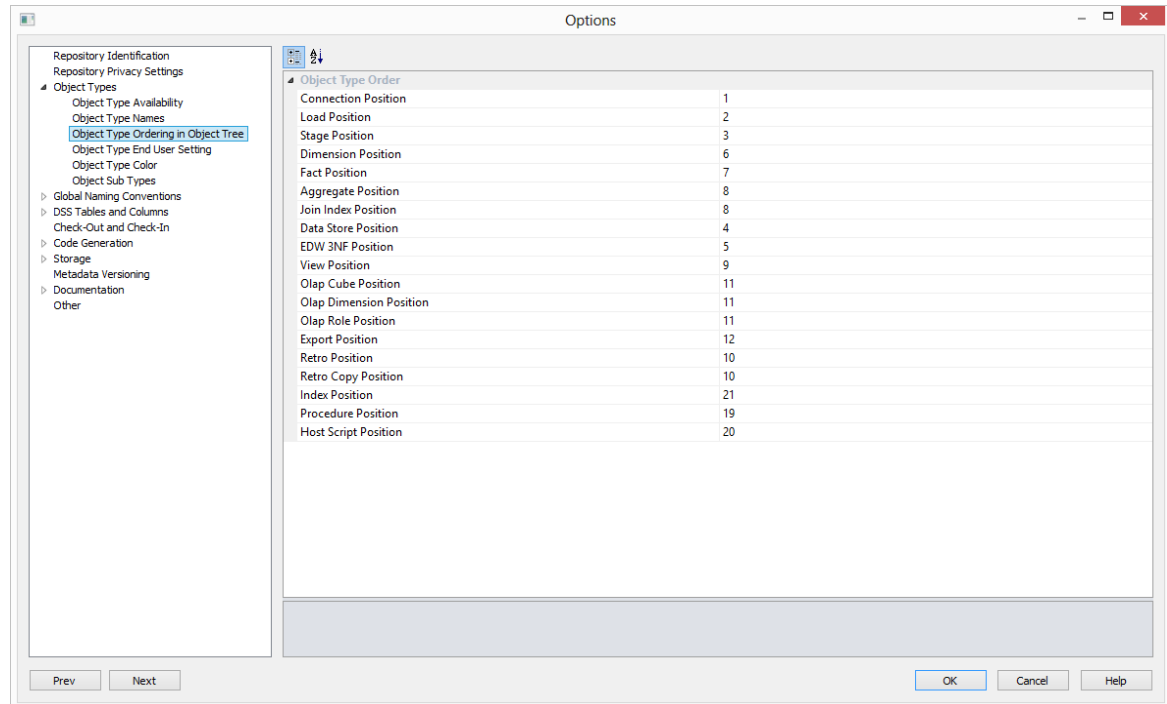 Options
Repository Identification
Repository Privacy Settings
Object Types
Object Type Availability
Object Type Names
Object Type Ordering in Object Tree
Object Type End User Setting
Object Type Color
Object Sub Types
Global Naming Conventions
DSS Tables and Columns
Check-Out and Check-In
Code Generation
Storage
Metadata Versioning
Documentation
Other
Object Type Order
Connection Position 1
Load Position 2
Stage Position 3
Dimension Position 6
Fact Position 7
Aggregate Position 8
Join Index Position 8
Data Store Position 4
EDW 3NF Position 5
View Position 9
Olap Cube Position 11
Olap Dimension Position 11
Olap Role Position 11
Export Position 12
Retro Position 10
Retro Copy Position 10
Index Position 21
Procedure Position 19
Host Script Position 20
Prev Next OK Cancel Help